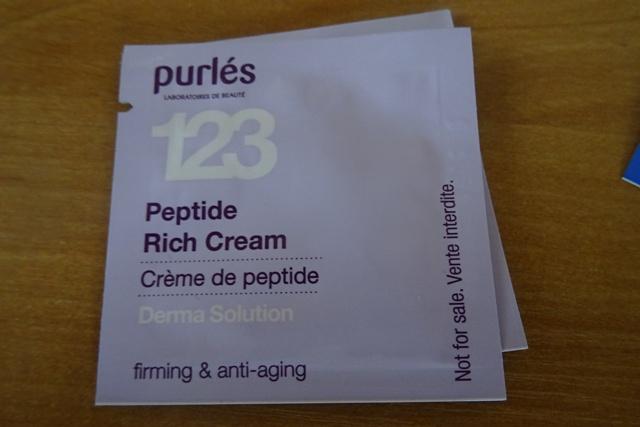 purlés
LABORATOIRES DE BEAUTÉ
123
Peptide
Rich Cream
Crème de peptide
Derma Solution
firming & anti-aging
Not for sale. Vente interdite.